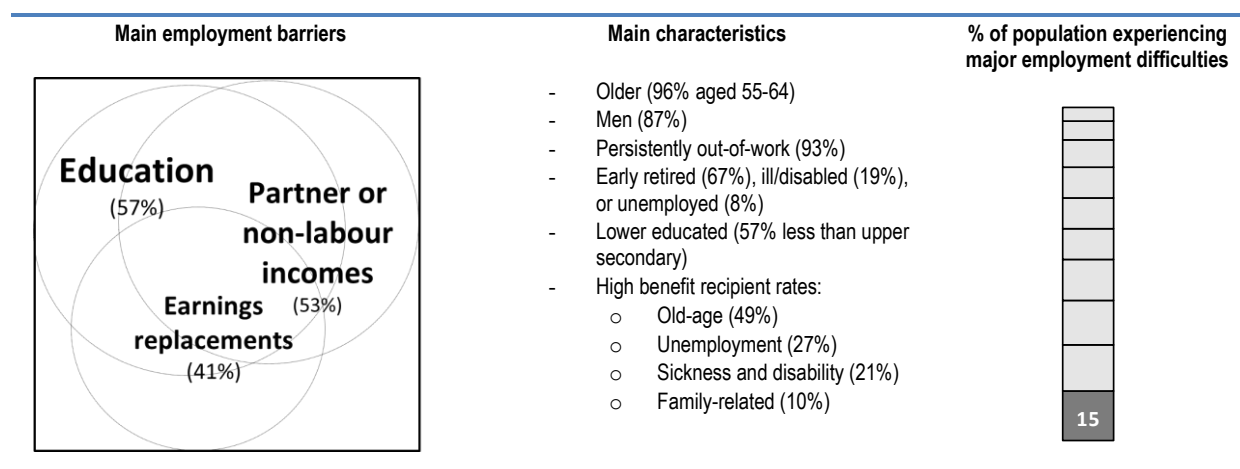 Main employment barriers
Education
(57%)
Partner or
non-labour
incomes
(53%)
Earnings
replacements
(41%)
Main characteristics
- Older (96% aged 55-64)
- Men (87%)
- Persistently out-of-work (93%)
- Early retired (67%), ill/disabled (19%),
or unemployed (8%)
- Lower educated (57% less than upper
secondary)
- High benefit recipient rates:
o Old-age (49%)
o Unemployment (27%)
o Sickness and disability (21%)
o Family-related (10%)
% of population experiencing
major employment difficulties
15